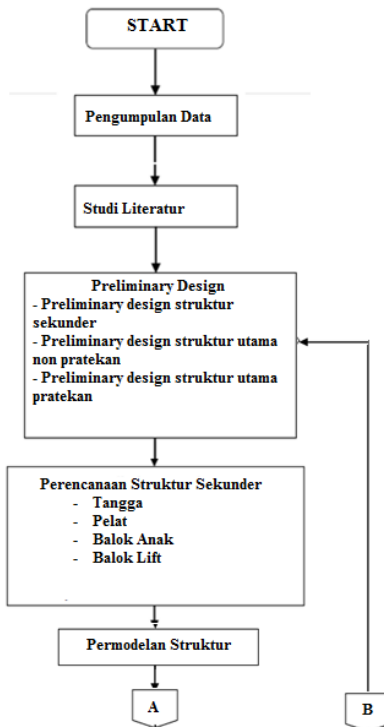 START
Pengumpulan Data
Studi Literatur
Preliminary Design
- Preliminary design struktur
sekunder
- Preliminary design struktur utama
non pratekan
- Preliminary design struktur utama
pratekan
Perencanaan Struktur Sekunder
- Tangga
- Pelat
- Balok Anak
- Balok Lift
Permodelan Struktur
A
B